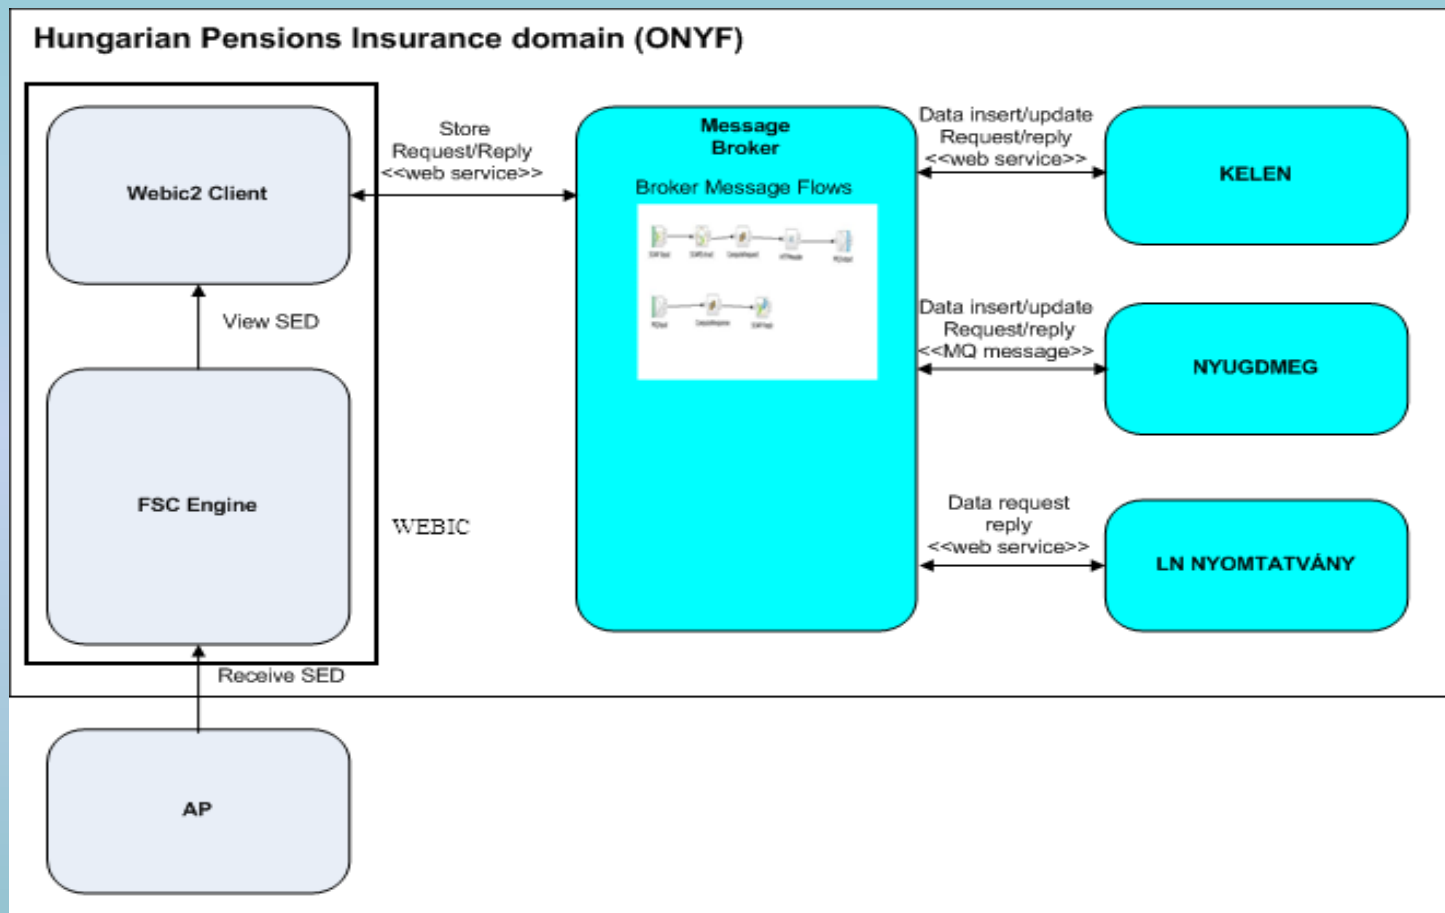 Hungarian Pensions Insurance domain (ONYF)
Webic2 Client
View SED
FSC Engine
WEBIC
Receive SED
AP
Store
Request/Reply
<<web service>>
Message
Broker
Broker Message Flows
Data insert/update
Request/reply
<<web service>>
KELEN
Data insert/update
Request/reply
<<MQ message>>
NYUGDMEG
Data request
reply
<<web service>>
LN NYOMTATVÁNY